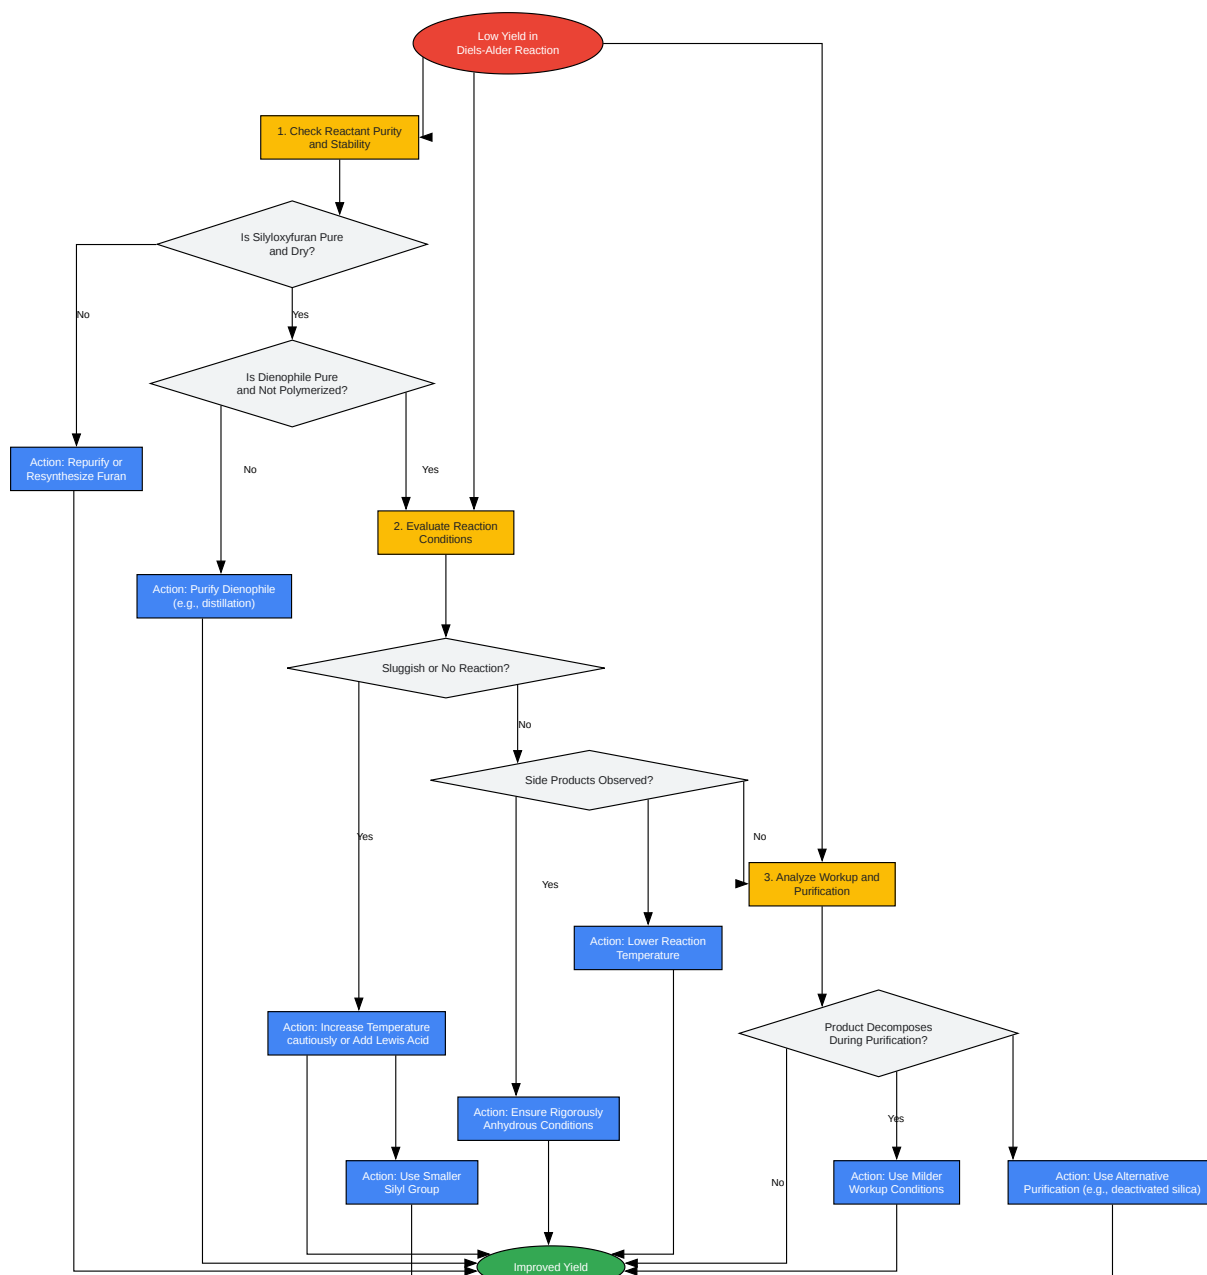 Low Yield in
Diels-Alder Reaction
1. Check Reactant Purity
and Stability
Is Silyloxyfuran Pure
and Dry?
No
Yes
Is Dienophile Pure
and Not Polymerized?
Action: Repurify or
Resynthesize Furan
No
Yes
2. Evaluate Reaction
Conditions
Action: Purify Dienophile
(e.g., distillation)
Sluggish or No Reaction?
No
Side Products Observed?
Yes
No
Yes
3. Analyze Workup and
Purification
Action: Lower Reaction
Temperature
Action: Increase Temperature
cautiously or Add Lewis Acid
Product Decomposes
During Purification?
Action: Ensure Rigorously
Anhydrous Conditions
Yes
Action: Use Smaller
Silyl Group
No
Action: Use Milder
Workup Conditions
Action: Use Alternative
Purification (e.g., deactivated silica)
Improved Yield